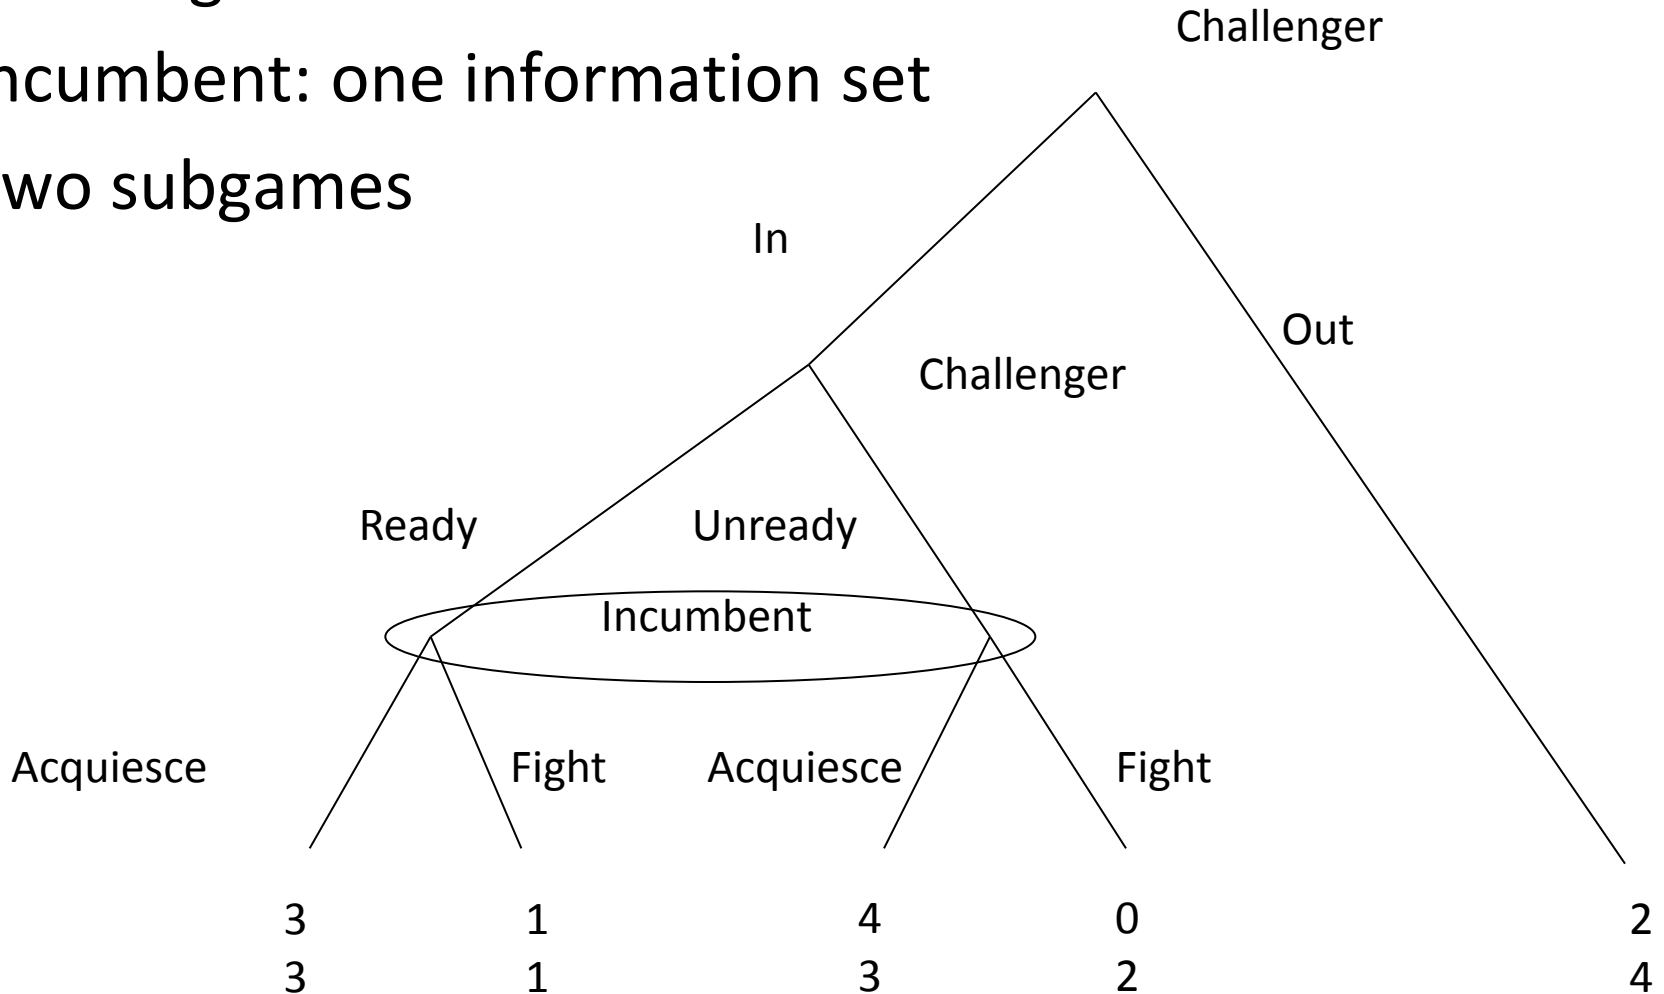 Challenger
ncumbent: one information set
wo subgames
In
Out
Challenger
Ready Unready
Incumbent
Acquiesce Fight Acquiesce Fight
3 1 4 0 2
3 1 3 2 4